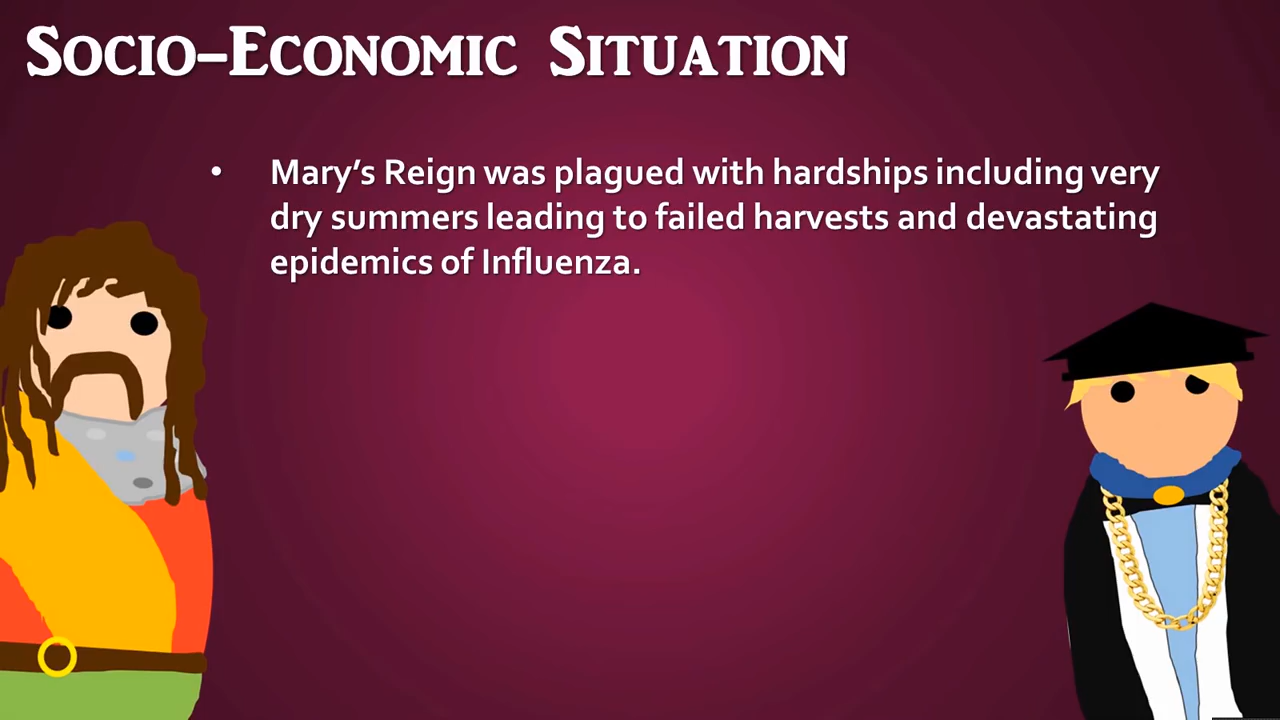 Socio-Economic Situation
• Mary's Reign was plagued with hardships including very
dry summers leading to failed harvests and devastating
epidemics of Influenza.